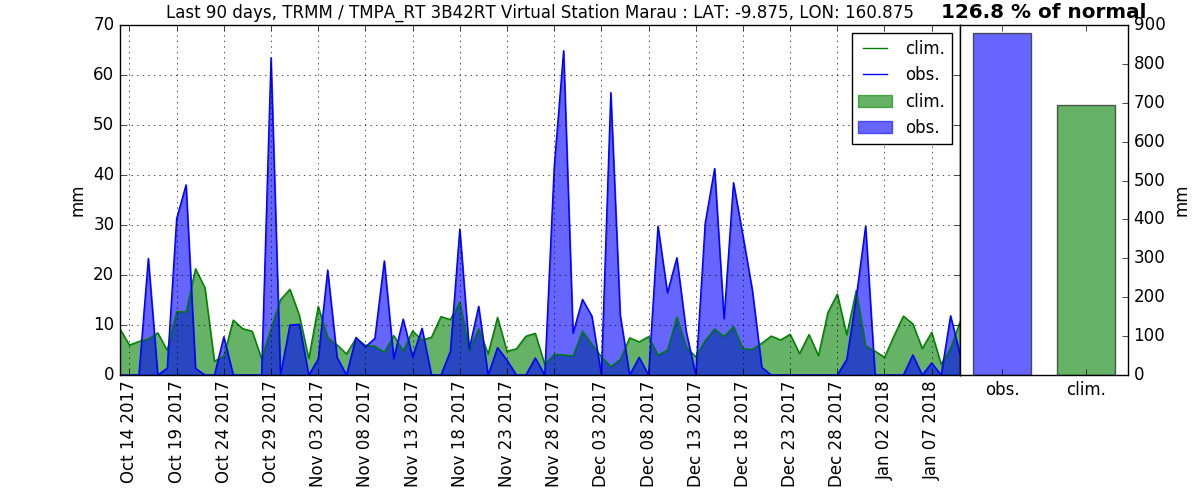 Last 90 days, TRMM / TMPA_RT 3B42RT Virtual Station Marau : LAT: -9.875, LON: 160.875
126.8 % of normal
70
60
50
40
30
20
10
0
mm
clim.
obs.
clim.
obs.
Oct 14 2017
Oct 19 2017
Oct 24 2017
Oct 29 2017
Nov 03 2017
Nov 08 2017
Nov 13 2017
Nov 18 2017
Nov 23 2017
Nov 28 2017
Dec 03 2017
Dec 08 2017
Dec 13 2017
Dec 18 2017
Dec 23 2017
Dec 28 2017
Jan 02 2018
Jan 07 2018
900
800
700
600
500
400
300
200
100
0
mm
obs.
clim.